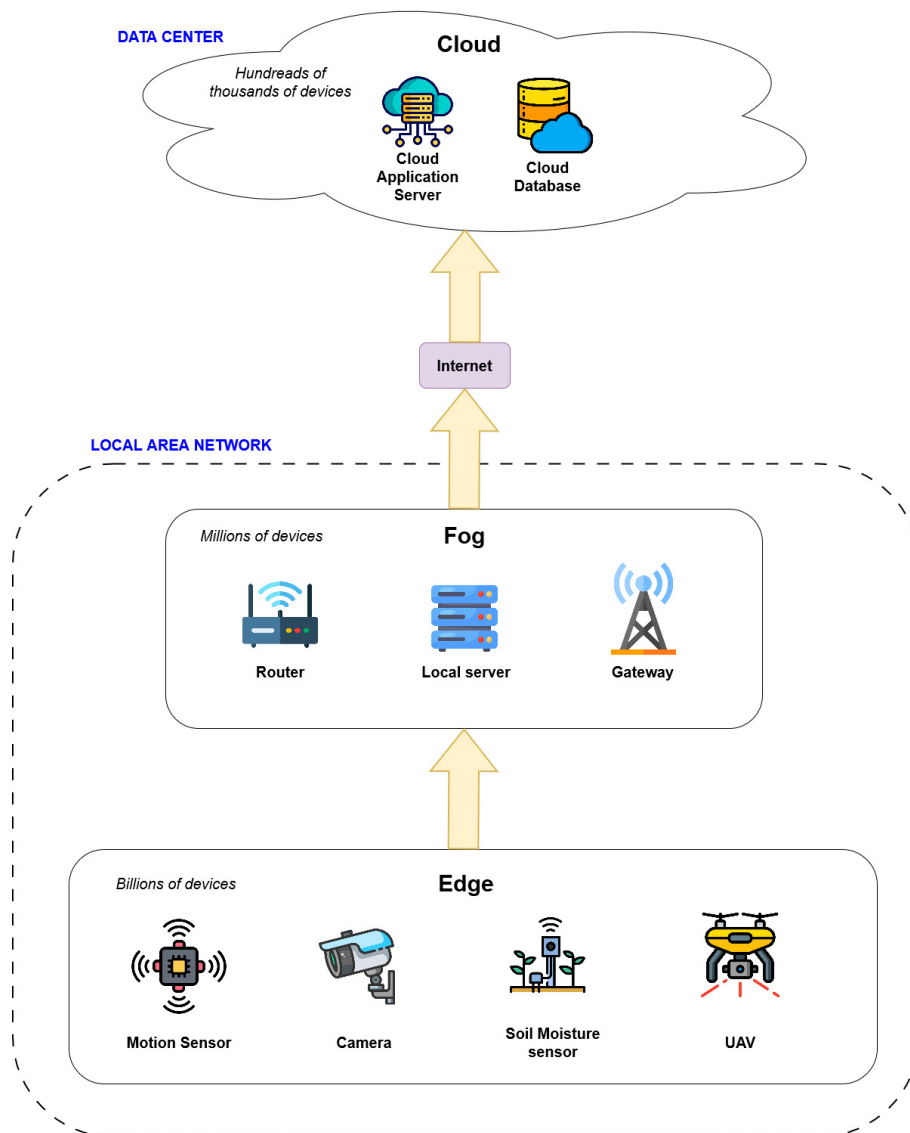 DATA CENTER
Cloud
Hundreads of
thousands of devices
Cloud
Application
Server
Cloud
Database
Internet
LOCAL AREA NETWORK
Millions of devices
Fog
Router
Local server
Gateway
Billions of devices
Edge
Motion Sensor
Camera
Soil Moisture
sensor
UAV